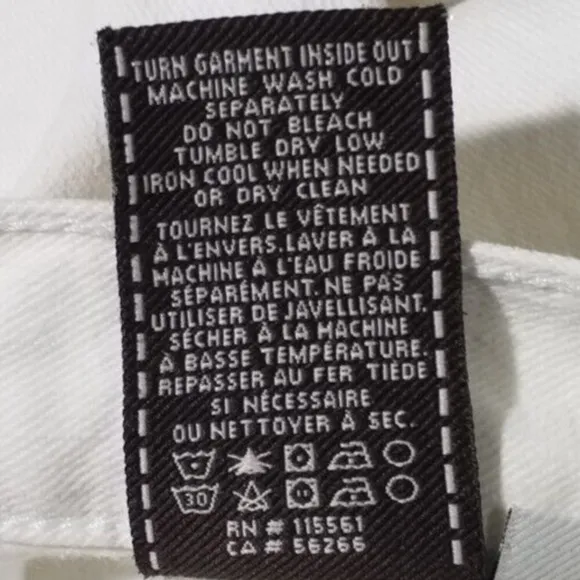 TURN GARMENT INSIDE OUT
MACHINE WASH COLD
SEPARATELY
DO NOT BLEACH
TUMBLE DRY LOW
IRON COOL WHEN NEEDED
OR DRY CLEAN
TOURNEZ LE VÊTEMENT
À L'ENVERS.LAVER À LA
MACHINE À L'EAU FROIDE
SÉPARÉMENT.NE PAS
UTILISER DE JAVELLISANT.
SÉCHER À LA MACHINE
À BASSE TEMPÉRATURE.
REPASSER AU FER TIÈDE
SI NÉCESSAIRE
OU NETTOYER À SEC.
30
RN # 115561
CA # 56266